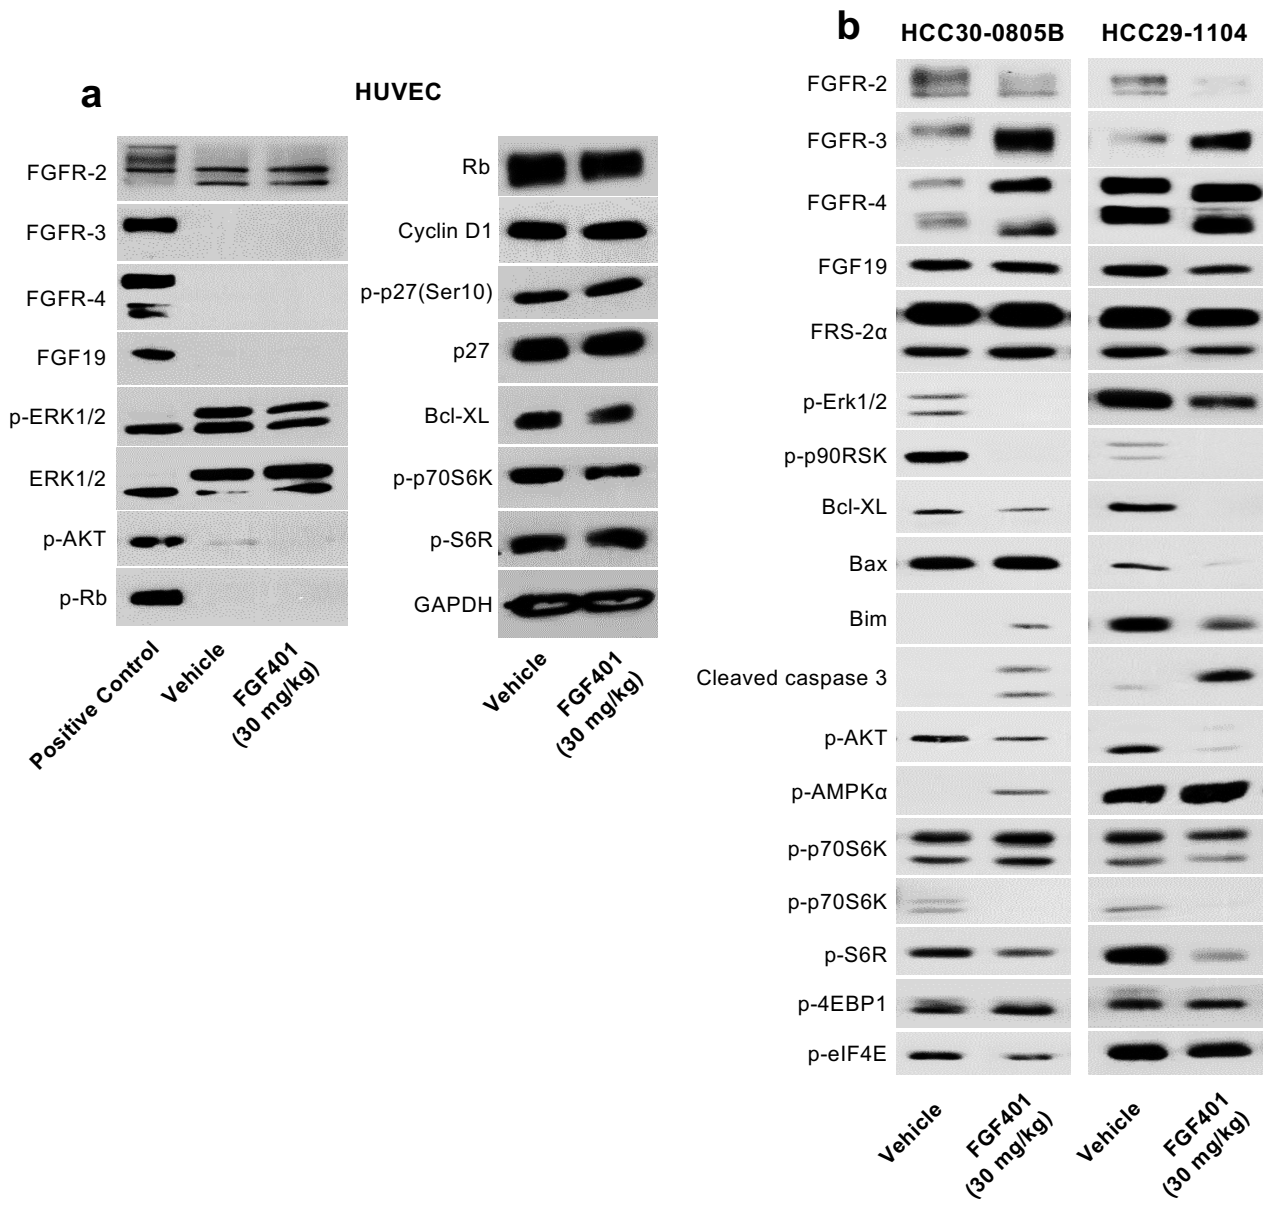 a
HUVEC
FGFR-2
FGFR-3
FGFR-4
FGF19
p-ERK1/2
ERK1/2
p-AKT
p-Rb
Positive Control
Vehicle
FGF401
(30 mg/kg)
Rb
Cyclin D1
p-p27(Ser10)
p27
Bcl-XL
p-p70S6K
p-S6R
GAPDH
Vehicle
FGF401
(30 mg/kg)
b
HCC30-0805B
HCC29-1104
FGFR-2
FGFR-3
FGFR-4
FGF19
FRS-2α
p-Erk1/2
p-p90RSK
Bcl-XL
Bax
Bim
Cleaved caspase 3
p-AKT
p-AMPKα
p-p70S6K
p-p70S6K
p-S6R
p-4EBP1
p-eIF4E
Vehicle
FGF401
(30 mg/kg)
Vehicle
FGF401
(30 mg/kg)